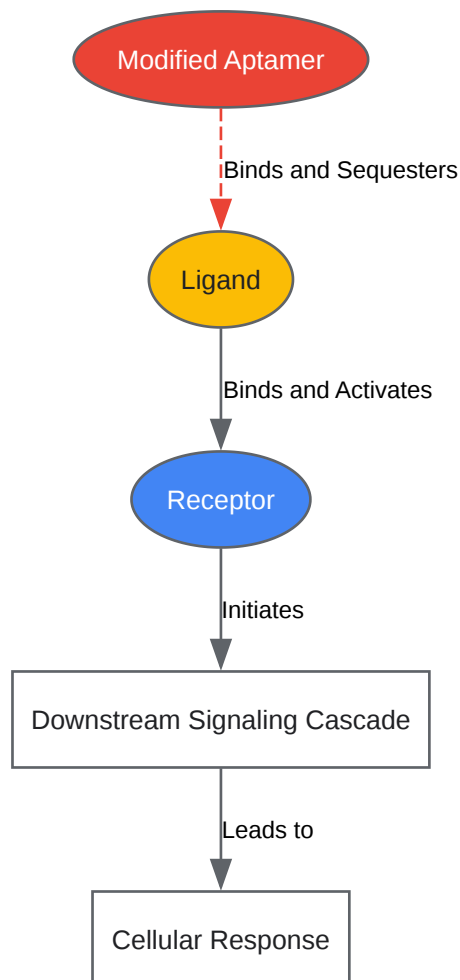 Modified Aptamer
Binds and Sequesters
Ligand
Binds and Activates
Receptor
Initiates
Downstream Signaling Cascade
Leads to
Cellular Response